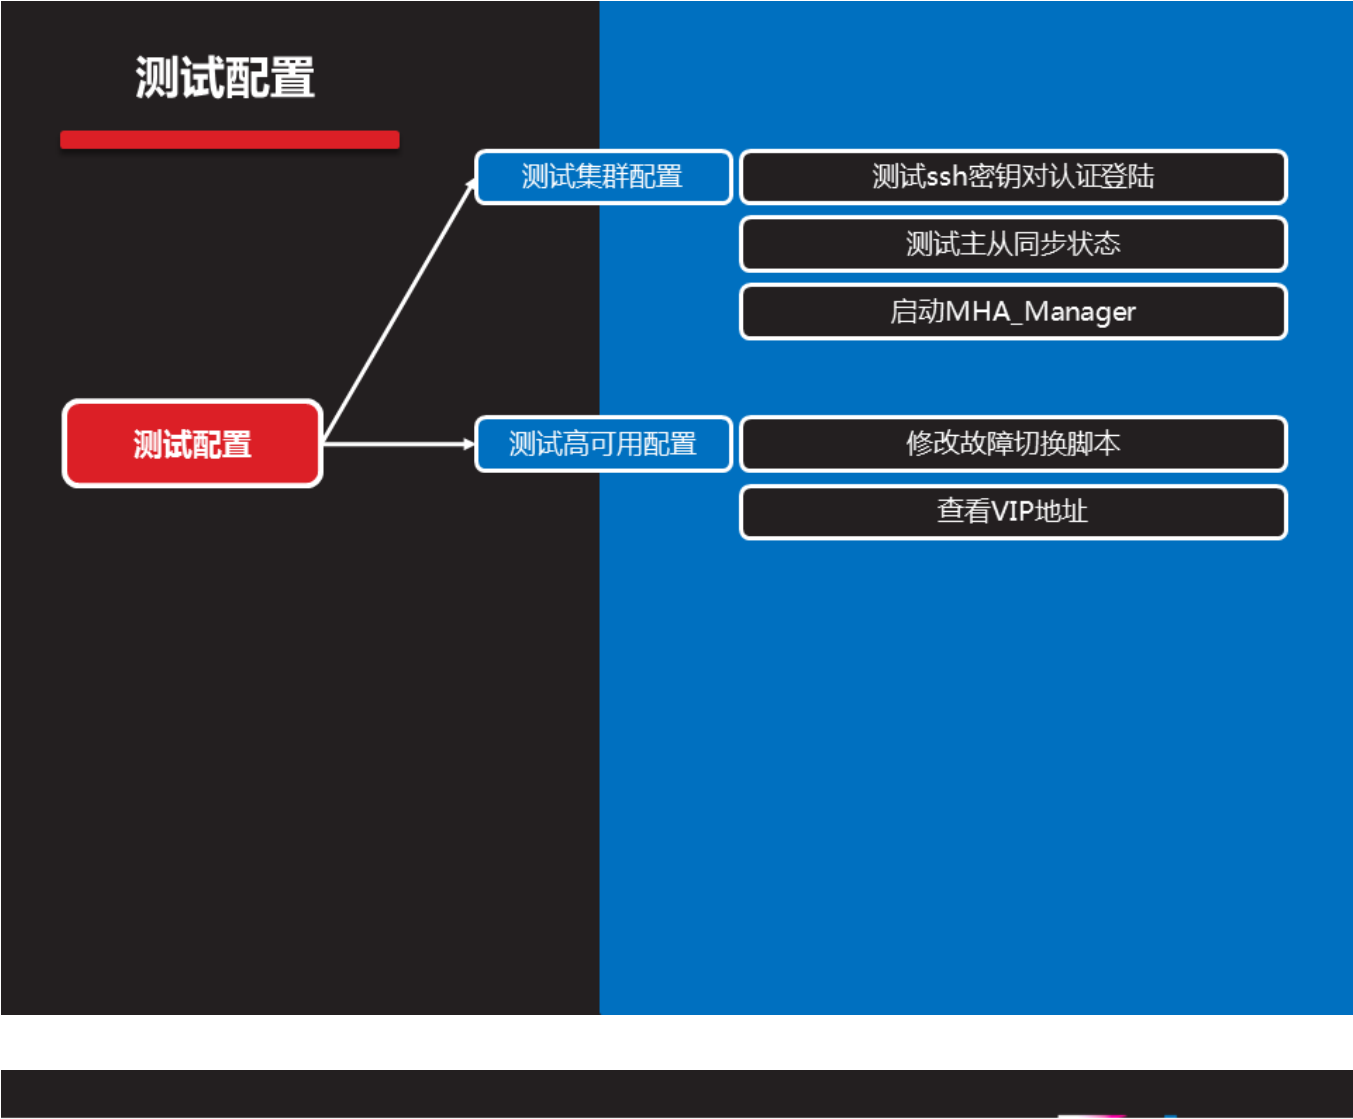 测试配置
测试集群配置
测试ssh密钥对认证登陆
测试主从同步状态
启动MHA_Manager
测试配置
测试高可用配置
修改故障切换脚本
查看VIP地址